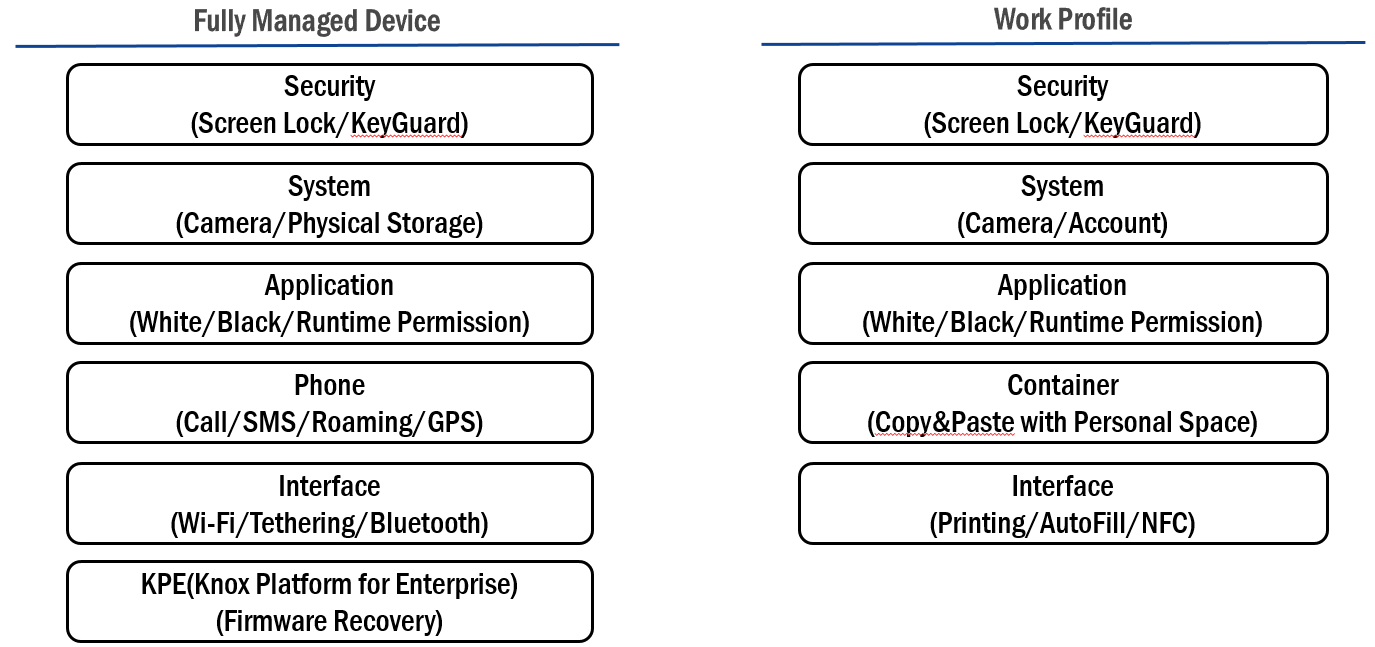 Fully Managed Device
Security
(Screen Lock/KeyGuard)
System
(Camera/Physical Storage)
Application
(White/Black/Runtime Permission)
Phone
(Call/SMS/Roaming/GPS)
Interface
(Wi-Fi/Tethering/Bluetooth)
KPE(Knox Platform for Enterprise)
(Firmware Recovery)
Work Profile
Security
(Screen Lock/KeyGuard)
System
(Camera/Account)
Application
(White/Black/Runtime Permission)
Container
(Copy&Paste with Personal Space)
Interface
(Printing/AutoFill/NFC)